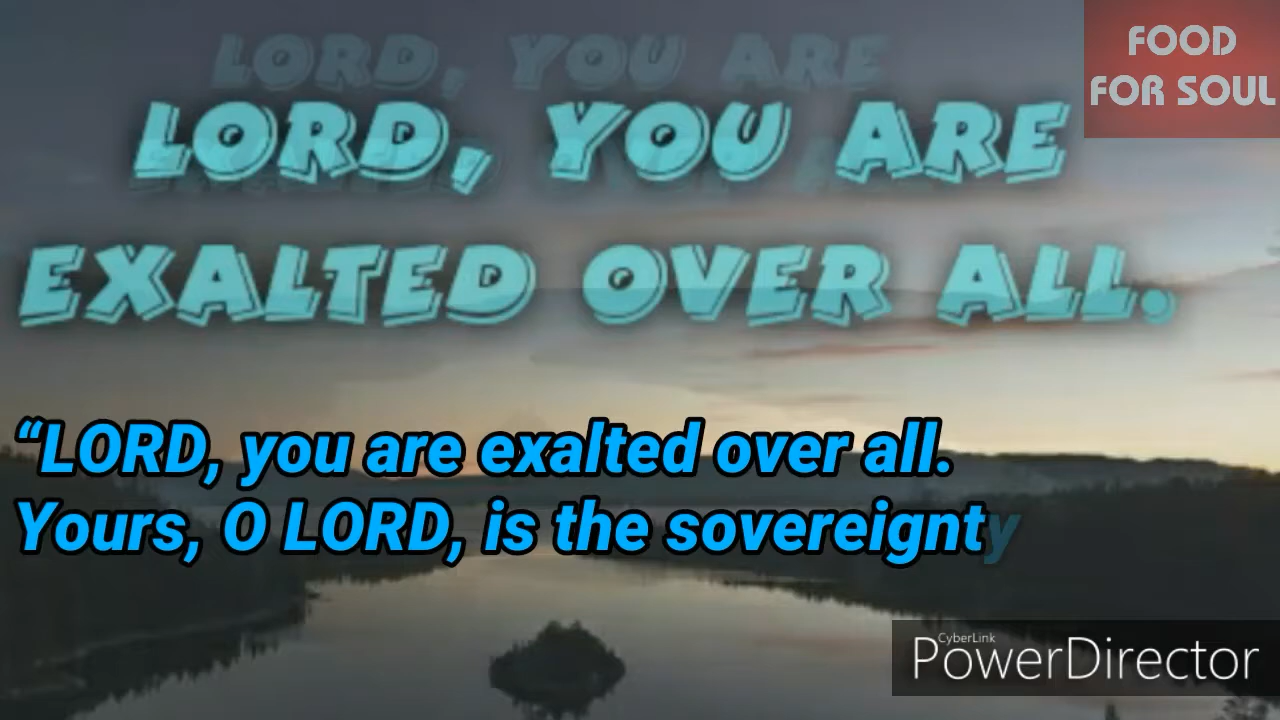 LORD, YOU ARE
FOOD
FOR SOUL
LORD, YOU ARE
EXALTED OVER ALL.
“LORD, you are exalted over all.
Yours, O LORD, is the sovereignty
CyberLink
PowerDirector